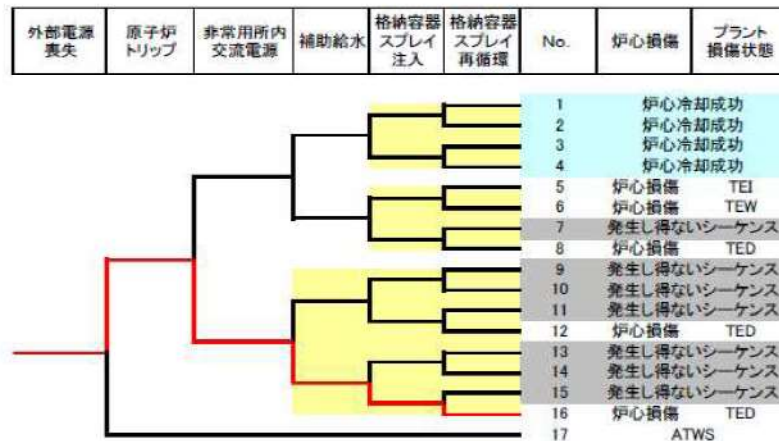 外部電源
喪失
原子炉
トリップ
非常用所内
交流電源
補助給水
格納容器
スプレイ
注入
格納容器
スプレイ
再循環
No.
炉心損傷
プラント
損傷状態
1 炉心冷却成功
2 炉心冷却成功
3 炉心冷却成功
4 炉心冷却成功
5 炉心損傷 TEI
6 炉心損傷 TEW
7 発生し得ないシーケンス
8 炉心損傷 TED
9 発生し得ないシーケンス
10 発生し得ないシーケンス
11 発生し得ないシーケンス
12 炉心損傷 TED
13 発生し得ないシーケンス
14 発生し得ないシーケンス
15 発生し得ないシーケンス
16 炉心損傷 TED
17 ATWS